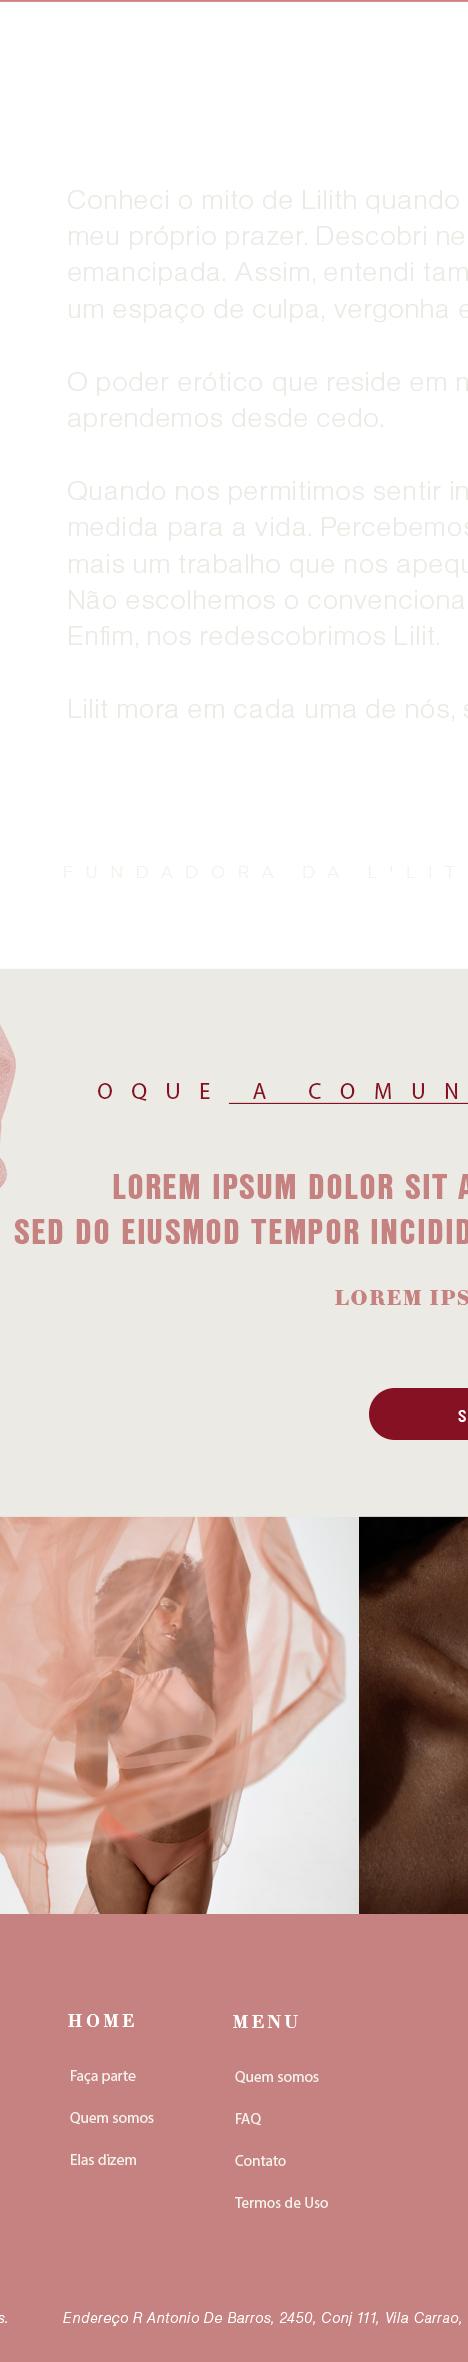 Conheci o mito de Lilith quando
meu próprio prazer. Descobri ne
emancipada. Assim, entendi tam
um espaço de culpa, vergonha e
O poder erótico que reside em m
aprendemos desde cedo.
Quando nos permitimos sentir in
medida para a vida. Percebemos
mais um trabalho que nos apequ
Não escolhemos o convenciona
Enfim, nos redescobrimos Lilit.
Lilit mora em cada uma de nós, s
FUNDADORA DA L'LIT
OQUE A COMUN
LOREM IPSUM DOLOR SIT A
SED DO EIUSMOD TEMPOR INCIDID
LOREM IPS
S
HOME
Faça parte
Quem somos
Elas dizem
MENU
Quem somos
FAQ
Contato
Termos de Uso
s.
Endereço R Antonio De Barros, 2450, Conj 111, Vila Carrao,